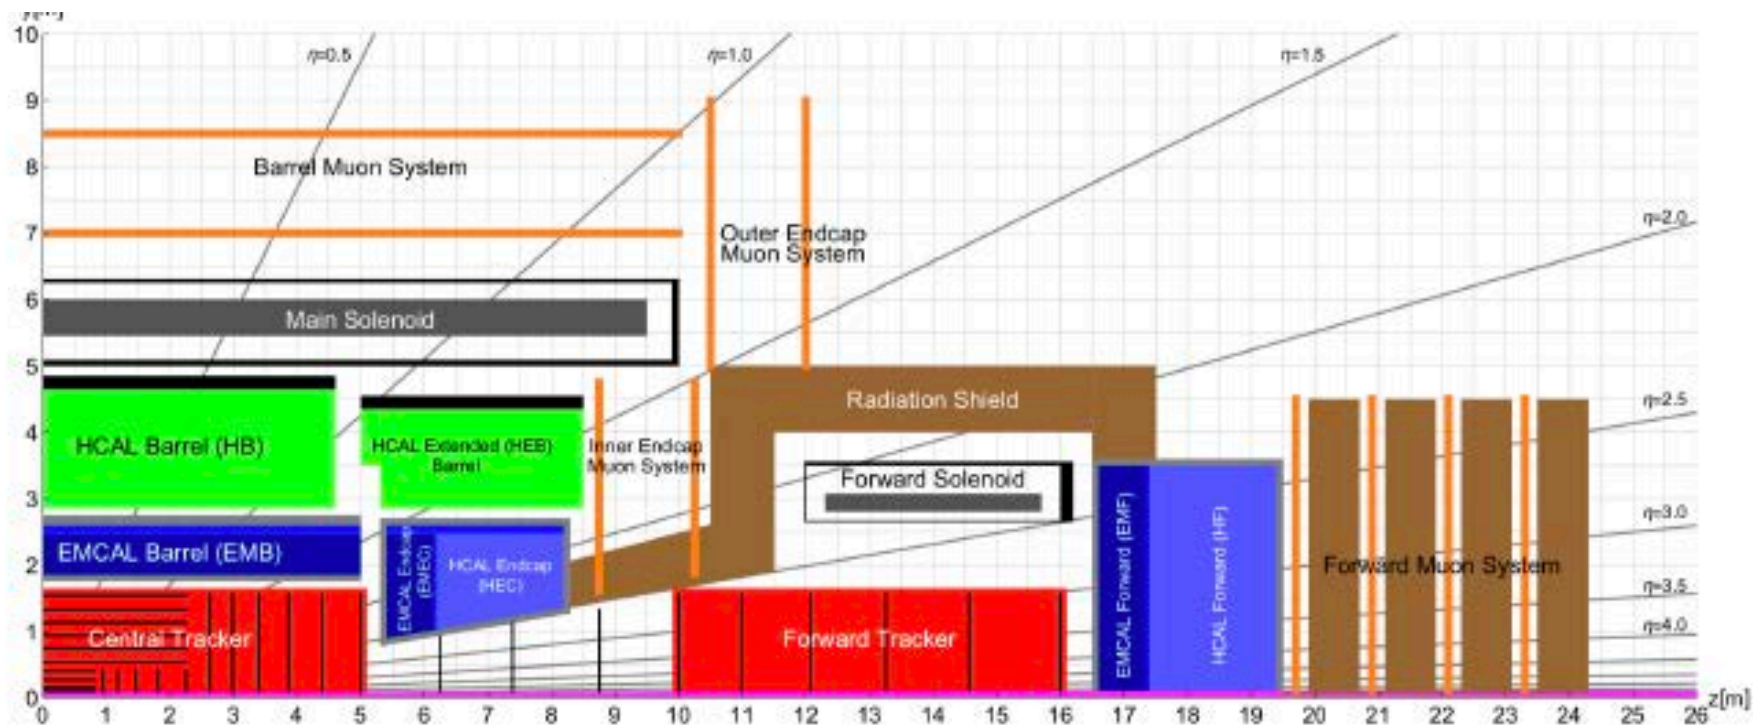 10
η=0.5
η=1.0
η=1.5
9
8
Barrel Muon System
7
Outer Endcap
Muon System
η=2.0
6
Main Solenoid
5
Radiation Shield
η=2.5
4
HCAL Barrel (HB)
HCAL Extended (HEB)
Barrel
Inner Endcap
Muon System
3
Forward Solenoid
η=3.0
EMCAL Barrel (EMB)
EMCAL Endcap
(EMEC)
HCAL Endcap
(HEC)
EMCAL Forward (EMF)
HCAL Forward (HF)
2
Forward Muon System
η=3.5
1
Central Tracker
Forward Tracker
η=4.0
0
0 1 2 3 4 5 6 7 8 9 10 11 12 13 14 15 16 17 18 19 20 21 22 23 24 25 26
z[m]